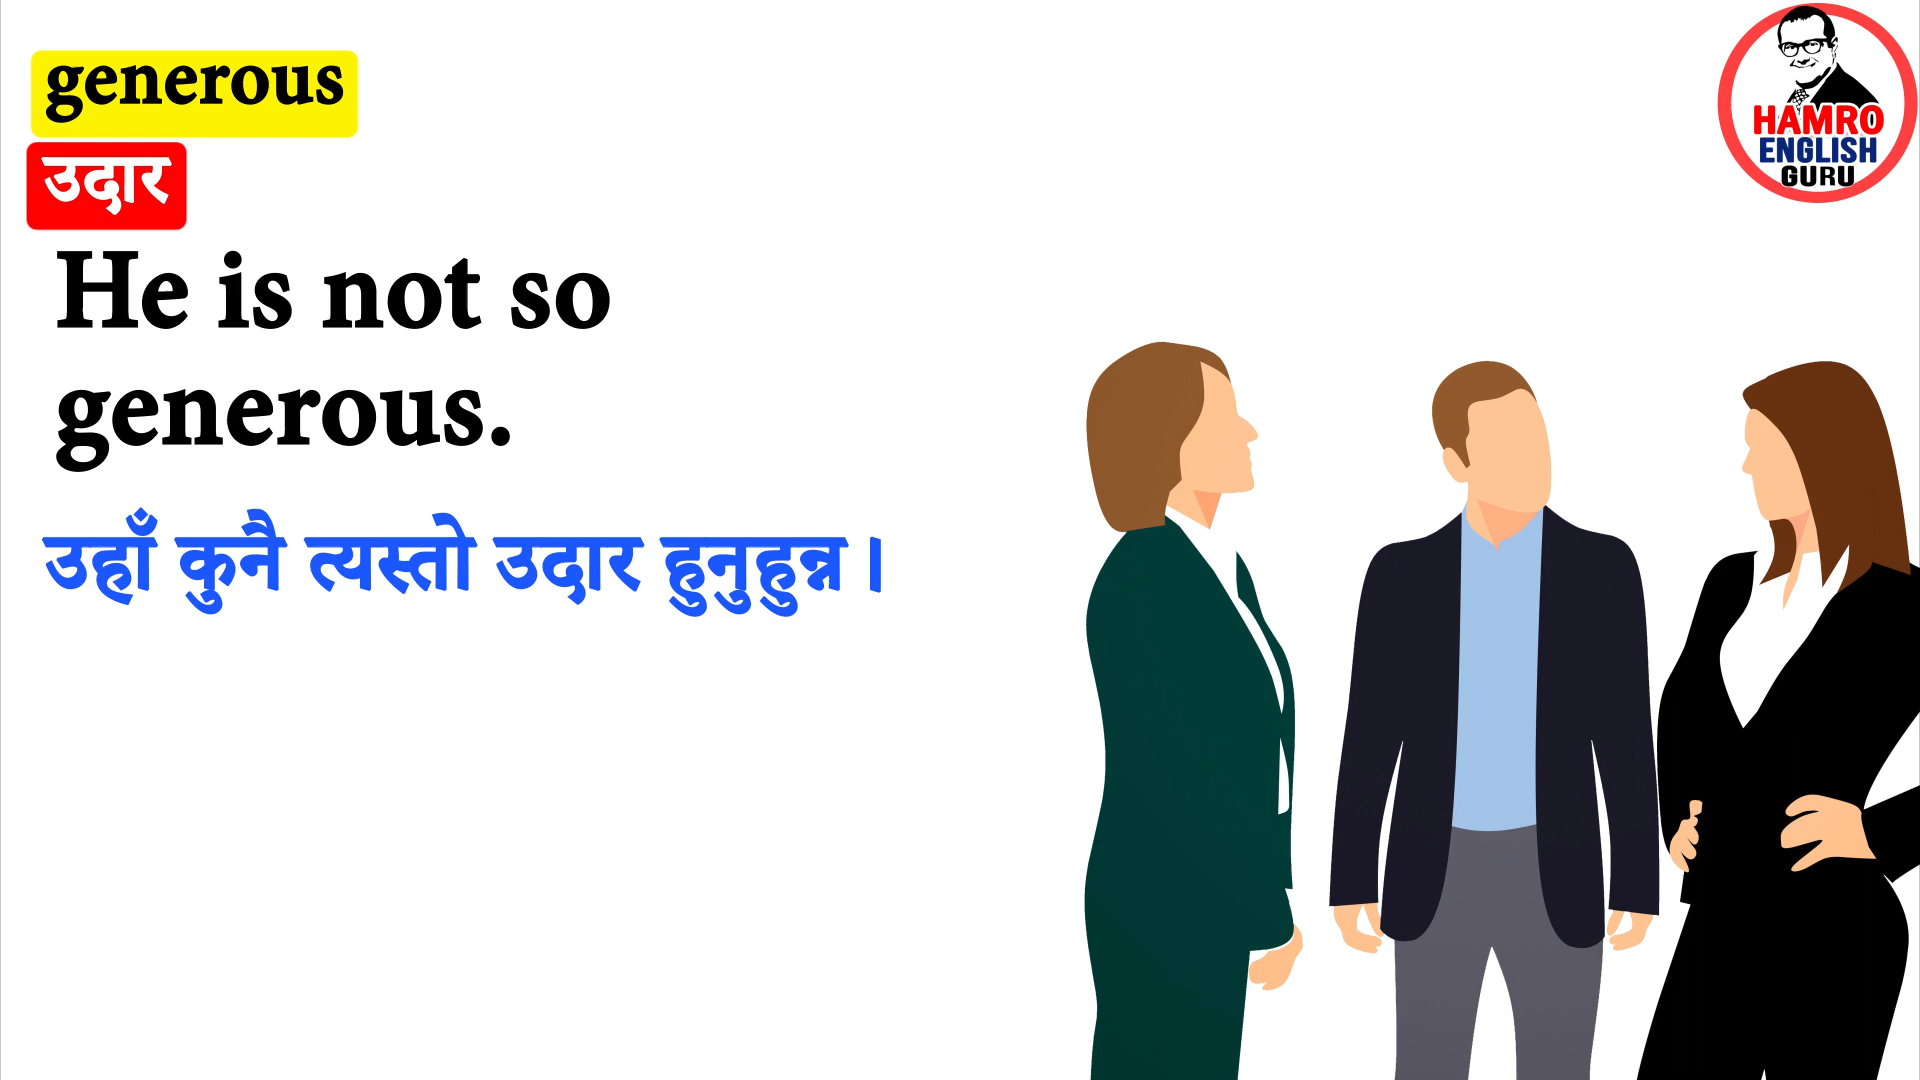 generous
उदार
He is not so
generous.
उहाँ कुनै त्यस्तो उदार हुनुहुन्न ।
HAMRO
ENGLISH
GURU